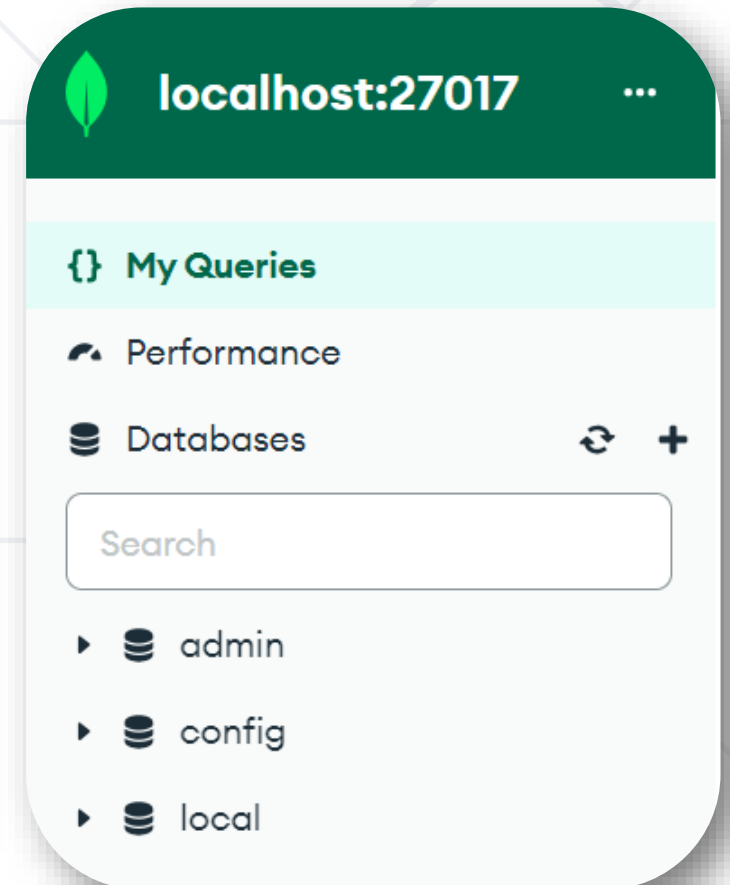 localhost:27017 ...
{} My Queries
Performance
Databases
Search
admin
config
local